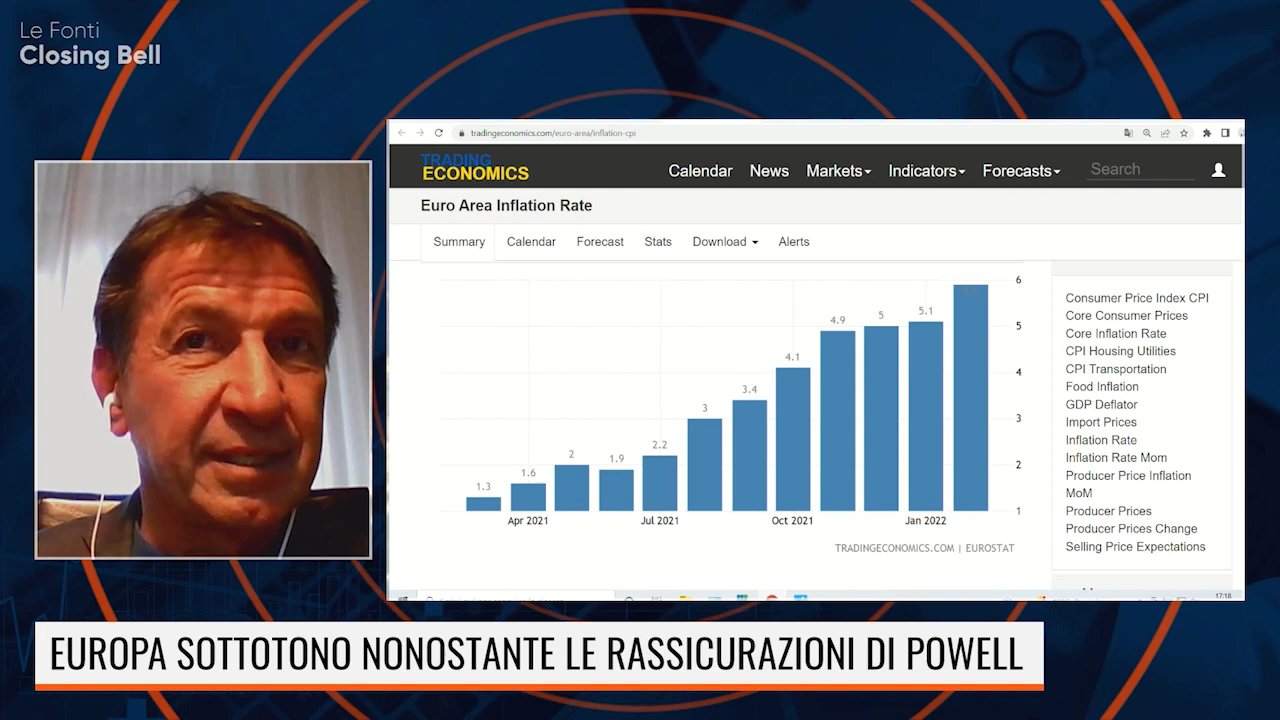 Le Fonti
Closing Bell
tradingeconomics.com/euro-area/inflation-cpi
TRADING
ECONOMICS
Calendar News Markets Indicators Forecasts Search
Euro Area Inflation Rate
Summary Calendar Forecast Stats Download Alerts
6
5
4
3
2
1
1.3
1.6
2
1.9
2.2
3
3.4
4.1
4.9
5
5.1
Apr 2021 Jul 2021 Oct 2021 Jan 2022
TRADINGECONOMICS.COM | EUROSTAT
Consumer Price Index CPI
Core Consumer Prices
Core Inflation Rate
CPI Housing Utilities
CPI Transportation
Food Inflation
GDP Deflator
Import Prices
Inflation Rate
Inflation Rate Mom
Producer Price Inflation
MoM
Producer Prices
Producer Prices Change
Selling Price Expectations
17:18
EUROPA SOTTOTONO NONOSTANTE LE RASSICURAZIONI DI POWELL